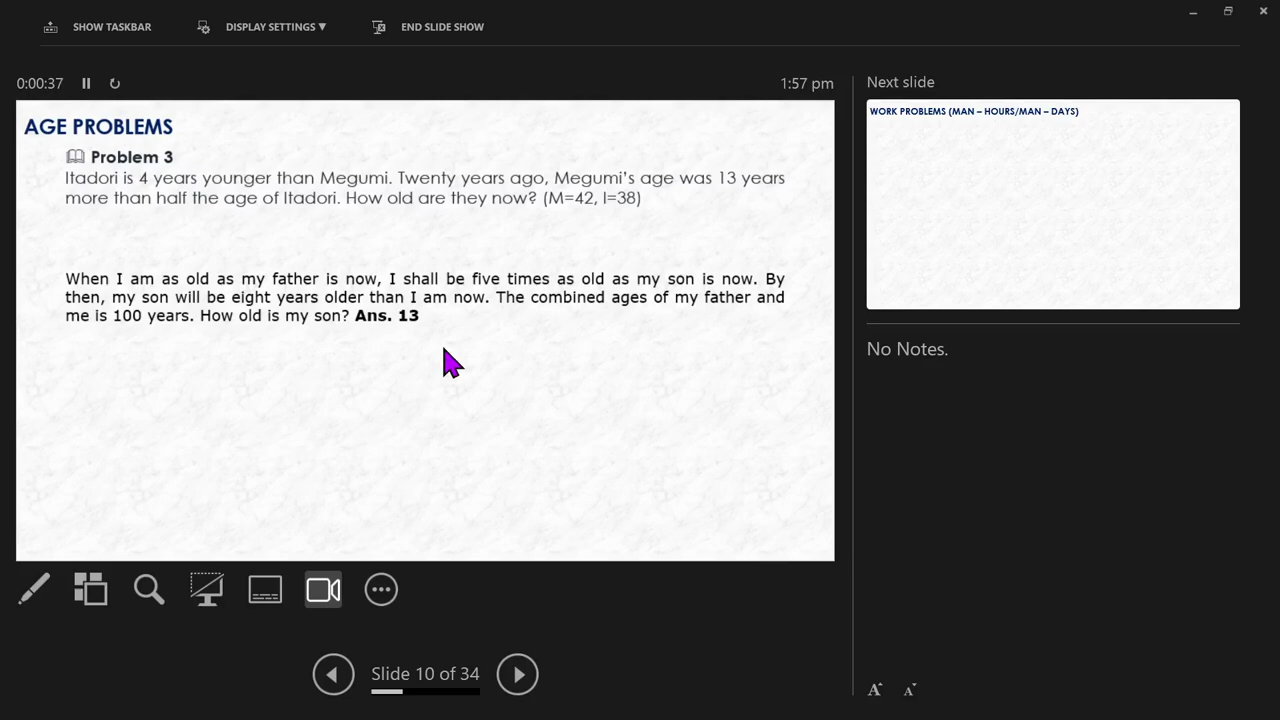 SHOW TASKBAR
DISPLAY SETTINGS ▼
END SLIDE SHOW
0:00:37
1:57 pm
AGE PROBLEMS
Problem 3
Itadori is 4 years younger than Megumi. Twenty years ago, Megumi's age was 13 years
more than half the age of Itadori. How old are they now? (M=42, I=38)
When I am as old as my father is now, I shall be five times as old as my son is now. By
then, my son will be eight years older than I am now. The combined ages of my father and
me is 100 years. How old is my son? Ans. 13
Slide 10 of 34
Next slide
WORK PROBLEMS (MAN – HOURS/MAN – DAYS)
No Notes.
A A